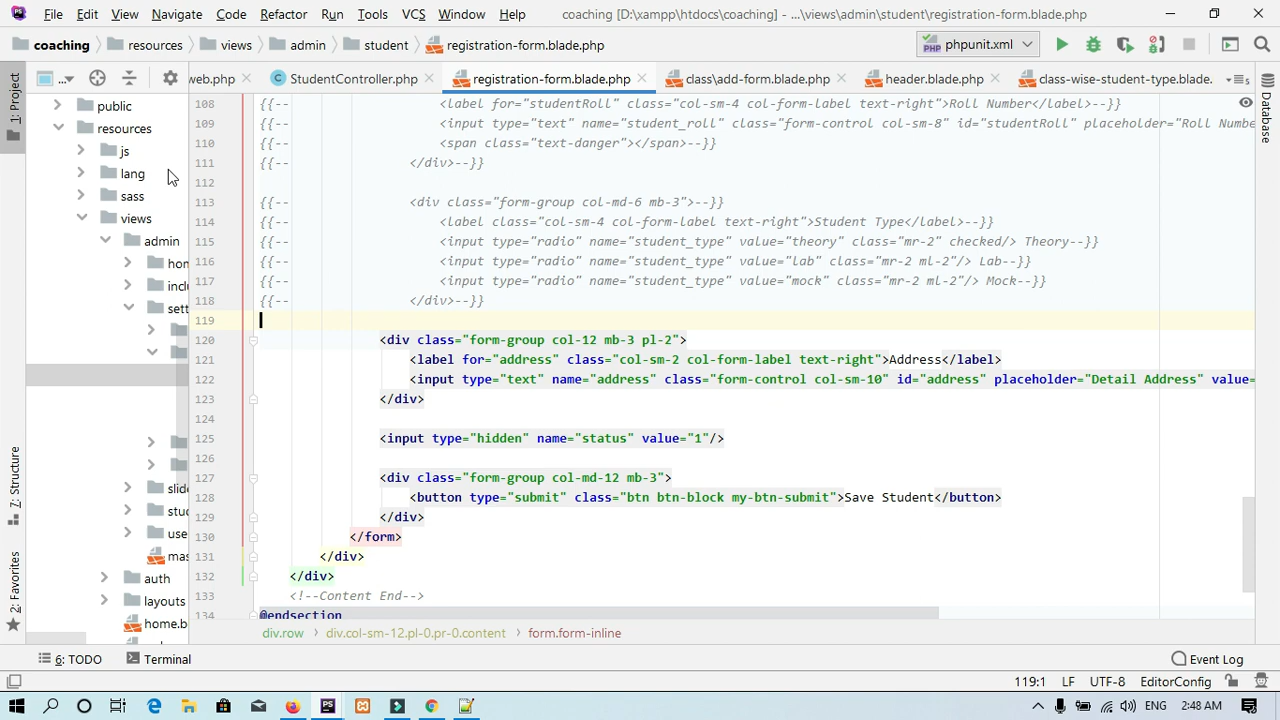 File Edit View Navigate Code Refactor Run Tools VCS Window Help coaching [D:\xampp\htdocs\coaching] - ...\views\admin\student\registration-form.blade.php
coaching resources views admin student registration-form.blade.php phpunit.xml
web.php StudentController.php registration-form.blade.php class\add-form.blade.php header.blade.php class-wise-student-type.blade.
1: Project
7: Structure
2: Favorites
Database
public
resources
js
lang
sass
views
admin
hon
inclu
sett
slide
stu
use
mas
auth
layouts
home.b
108 {{-- <label for="studentRoll" class="col-sm-4 col-form-label text-right">Roll Number</label>--}}
109 {{-- <input type="text" name="student_roll" class="form-control col-sm-8" id="studentRoll" placeholder="Roll Numbe
110 {{-- <span class="text-danger"></span>--}}
111 {{-- </div>--}}
112
113 {{-- <div class="form-group col-md-6 mb-3">--}}
114 {{-- <label class="col-sm-4 col-form-label text-right">Student Type</label>--}}
115 {{-- <input type="radio" name="student_type" value="theory" class="mr-2" checked/> Theory--}}
116 {{-- <input type="radio" name="student_type" value="lab" class="mr-2 ml-2"/> Lab--}}
117 {{-- <input type="radio" name="student_type" value="mock" class="mr-2 ml-2"/> Mock--}}
118 {{-- </div>--}}
119
120 <div class="form-group col-12 mb-3 pl-2">
121 <label for="address" class="col-sm-2 col-form-label text-right">Address</label>
122 <input type="text" name="address" class="form-control col-sm-10" id="address" placeholder="Detail Address" value=
123 </div>
124
125 <input type="hidden" name="status" value="1"/>
126
127 <div class="form-group col-md-12 mb-3">
128 <button type="submit" class="btn btn-block my-btn-submit">Save Student</button>
129 </div>
130 </form>
131 </div>
132 </div>
133 <!--Content End-->
134 @endsection
div.row div.col-sm-12.pl-0.pr-0.content form.form-inline
6: TODO Terminal Event Log
119:1 LF UTF-8 EditorConfig
ENG 2:48 AM